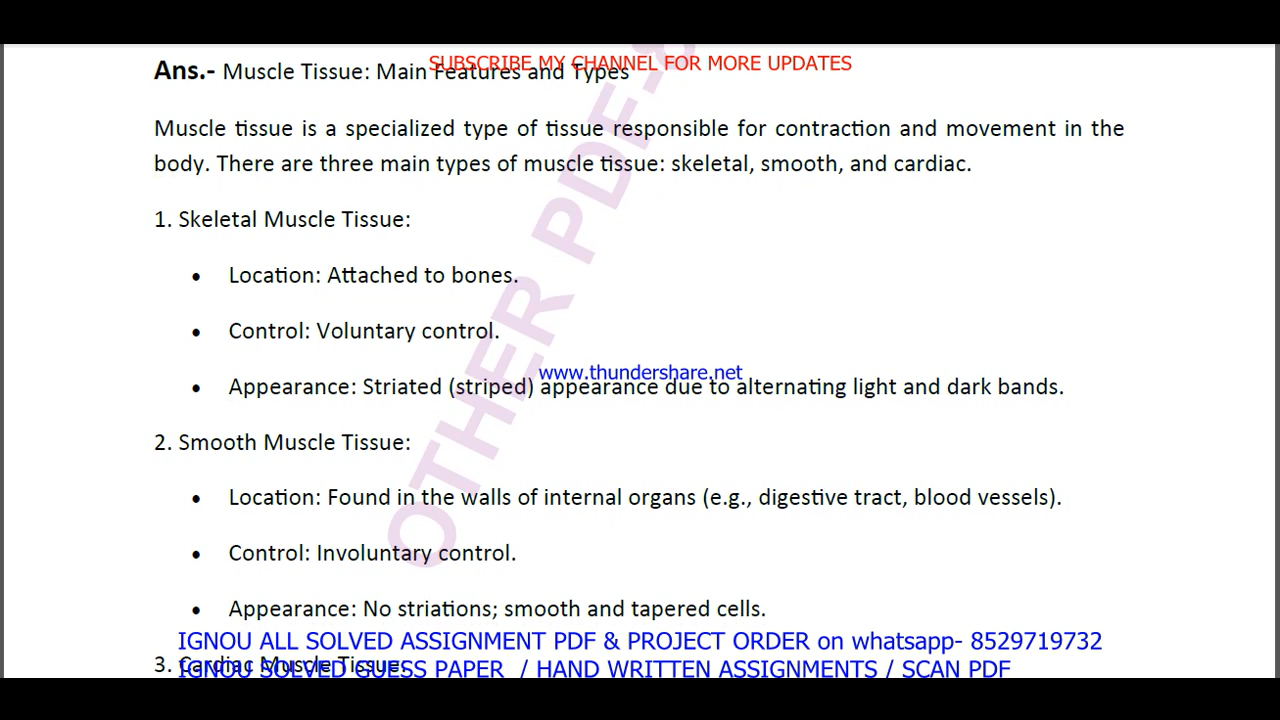 SUBSCRIBE MY CHANNEL FOR MORE UPDATES
Ans.- Muscle Tissue: Main Features and Types
Muscle tissue is a specialized type of tissue responsible for contraction and movement in the
body. There are three main types of muscle tissue: skeletal, smooth, and cardiac.
1. Skeletal Muscle Tissue:
• Location: Attached to bones.
• Control: Voluntary control.
www.thundershare.net
• Appearance: Striated (striped) appearance due to alternating light and dark bands.
2. Smooth Muscle Tissue:
• Location: Found in the walls of internal organs (e.g., digestive tract, blood vessels).
• Control: Involuntary control.
• Appearance: No striations; smooth and tapered cells.
IGNOU ALL SOLVED ASSIGNMENT PDF & PROJECT ORDER on whatsapp- 8529719732
3. Cardiac Muscle Tissue:
IGNOU SOLVED GUESS PAPER / HAND WRITTEN ASSIGNMENTS / SCAN PDF
OTHER PDF-